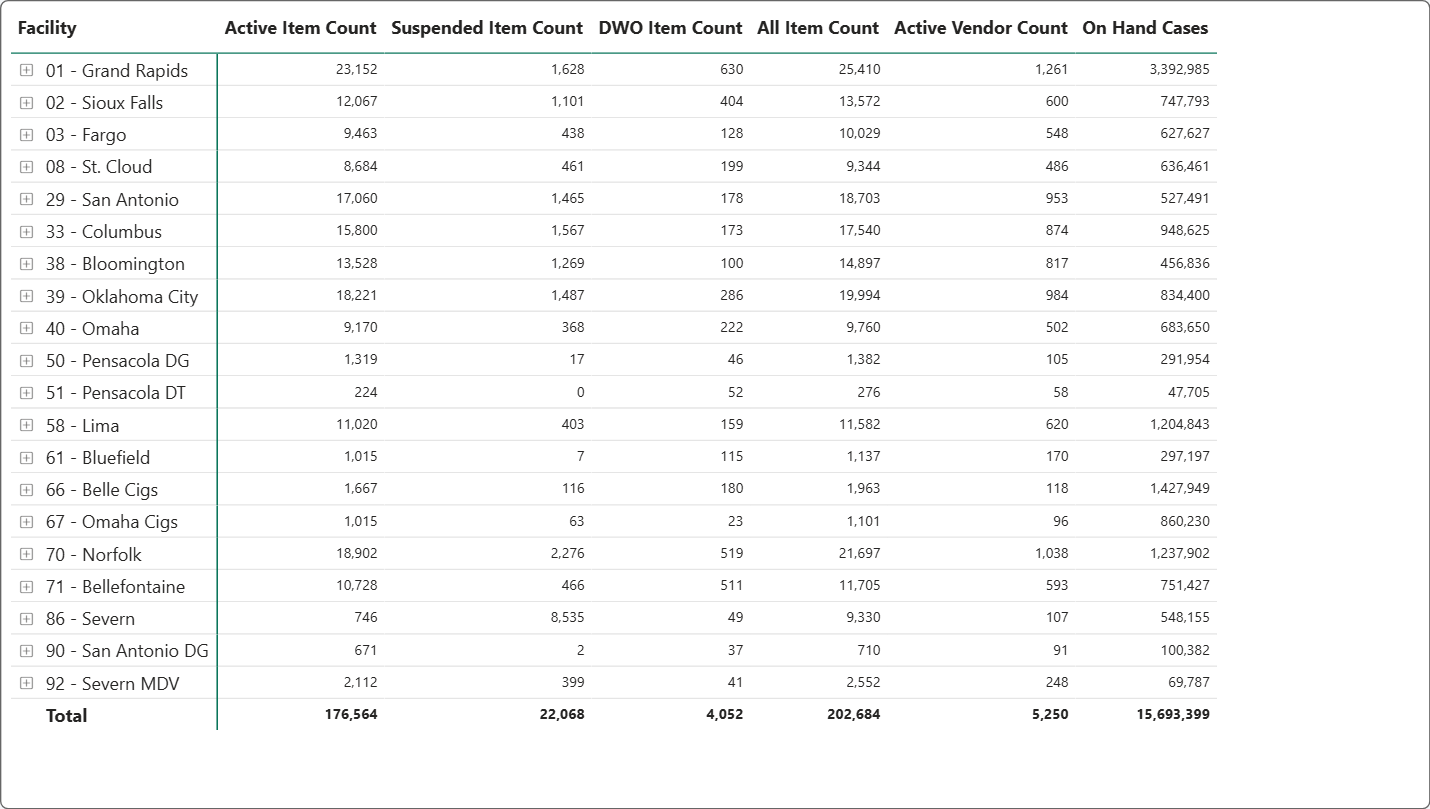 Facility Active Item Count Suspended Item Count DWO Item Count All Item Count Active Vendor Count On Hand Cases
01 - Grand Rapids 23,152 1,628 630 25,410 1,261 3,392,985
02 - Sioux Falls 12,067 1,101 404 13,572 600 747,793
03 - Fargo 9,463 438 128 10,029 548 627,627
08 - St. Cloud 8,684 461 199 9,344 486 636,461
29 - San Antonio 17,060 1,465 178 18,703 953 527,491
33 - Columbus 15,800 1,567 173 17,540 874 948,625
38 - Bloomington 13,528 1,269 100 14,897 817 456,836
39 - Oklahoma City 18,221 1,487 286 19,994 984 834,400
40 - Omaha 9,170 368 222 9,760 502 683,650
50 - Pensacola DG 1,319 17 46 1,382 105 291,954
51 - Pensacola DT 224 0 52 276 58 47,705
58 - Lima 11,020 403 159 11,582 620 1,204,843
61 - Bluefield 1,015 7 115 1,137 170 297,197
66 - Belle Cigs 1,667 116 180 1,963 118 1,427,949
67 - Omaha Cigs 1,015 63 23 1,101 96 860,230
70 - Norfolk 18,902 2,276 519 21,697 1,038 1,237,902
71 - Bellefontaine 10,728 466 511 11,705 593 751,427
86 - Severn 746 8,535 49 9,330 107 548,155
90 - San Antonio DG 671 2 37 710 91 100,382
92 - Severn MDV 2,112 399 41 2,552 248 69,787
Total 176,564 22,068 4,052 202,684 5,250 15,693,399